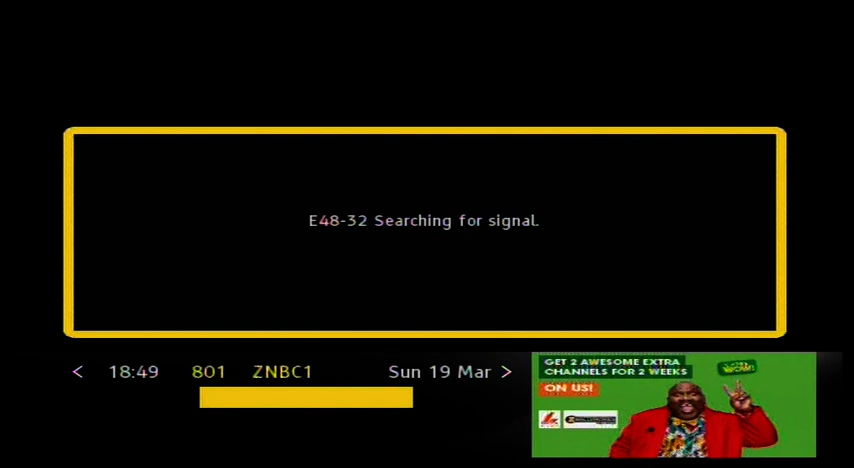 E48-32 Searching for signal.
< 18:49 801 ZNBC1 Sun 19 Mar >
GET 2 AWESOME EXTRA
CHANNELS FOR 2 WEEKS
ON US!